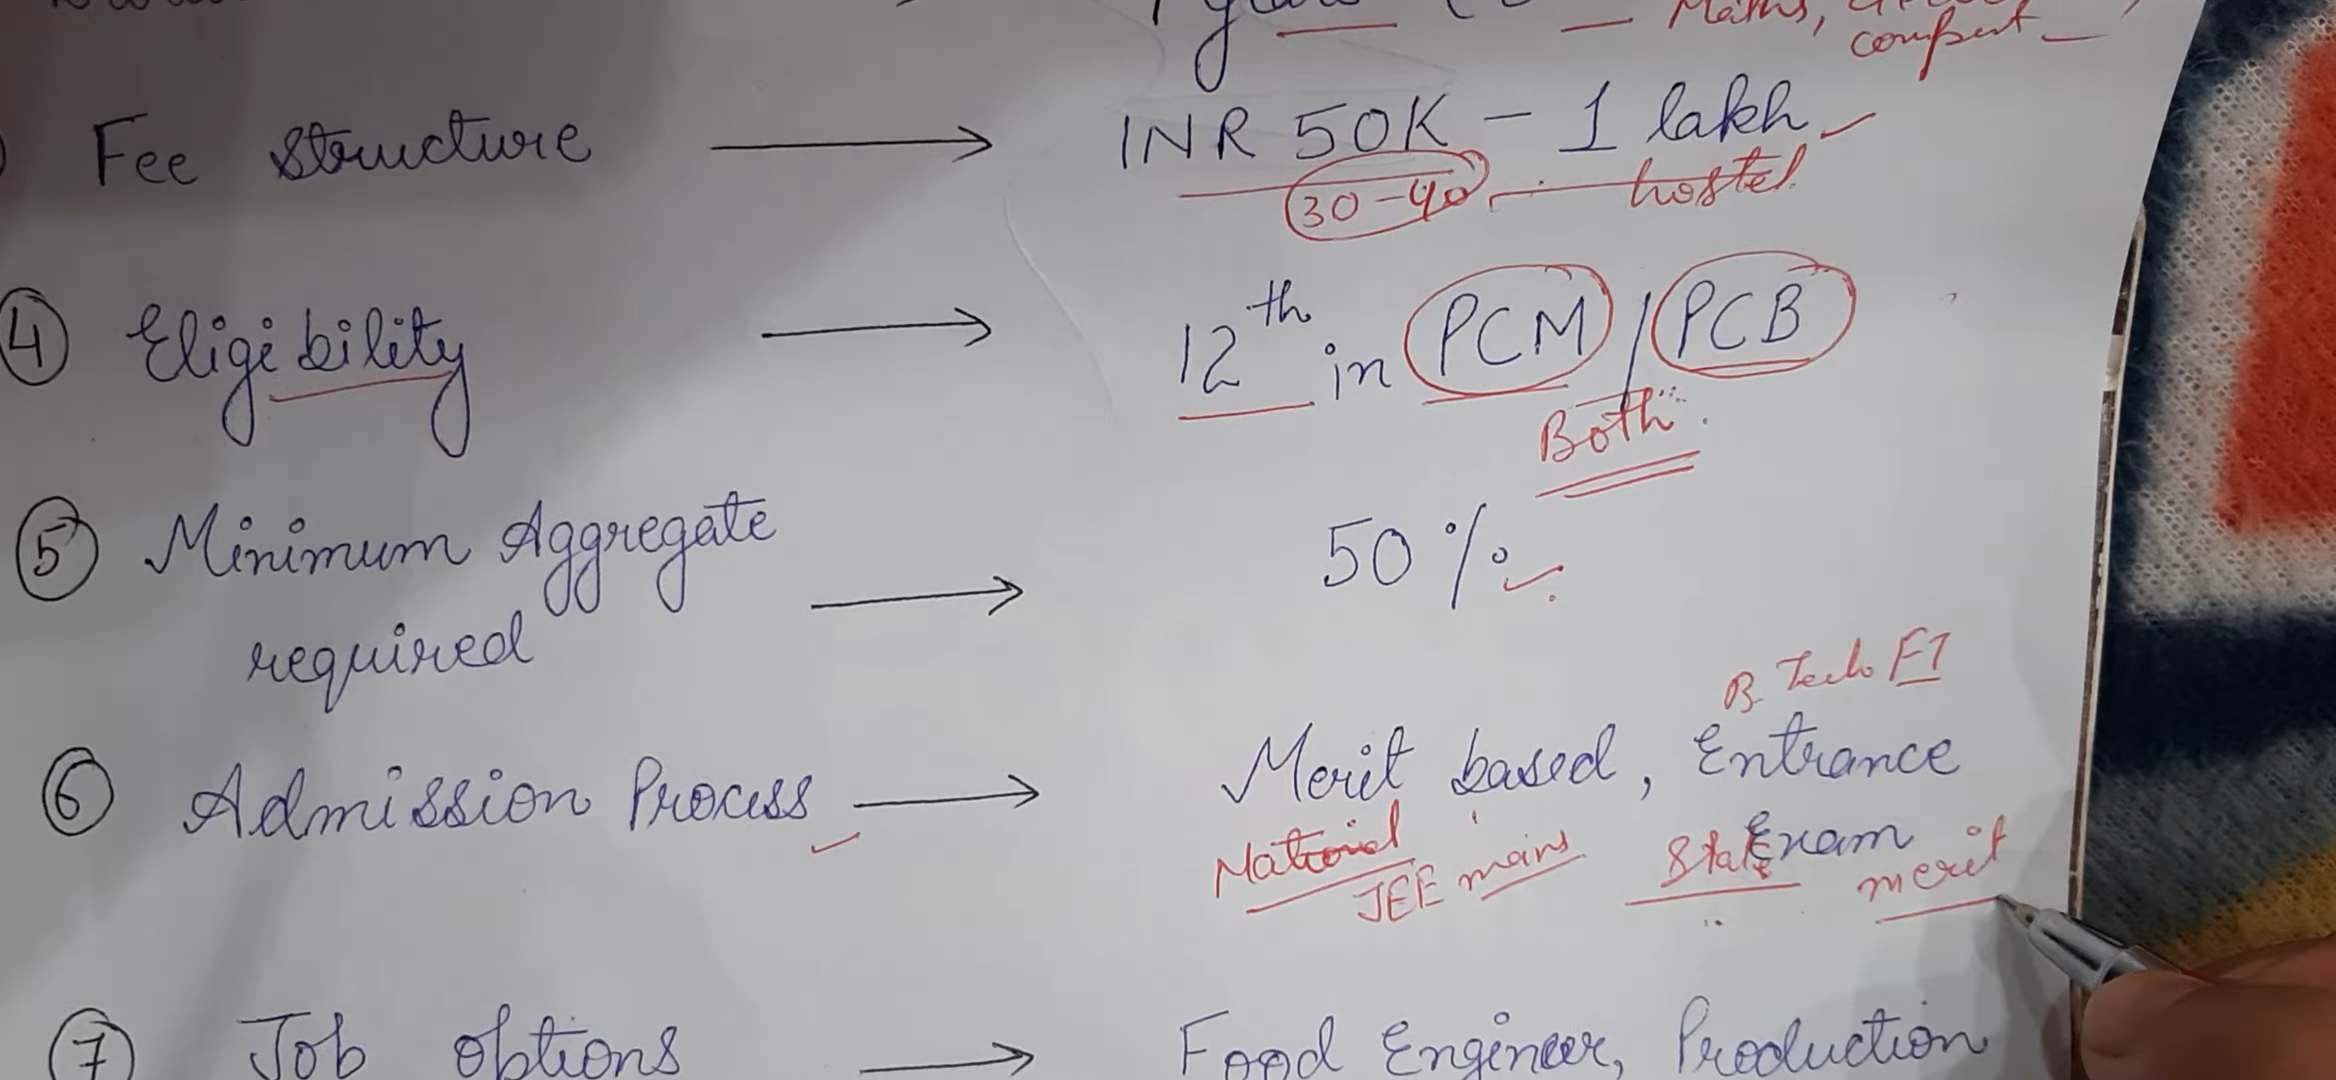 Maths,
comput
Fee Structure → INR 50K - 1 lakh
30-40 hostel.
④ Eligibility → 12th in PCM / PCB
Both
⑤ Minimum Aggregate
required → 50%
B Tech FT
⑥ Admission Process → Merit based, Entrance
Exam
National JEE mains State merit
⑦ Job options → Food Engineer, Production